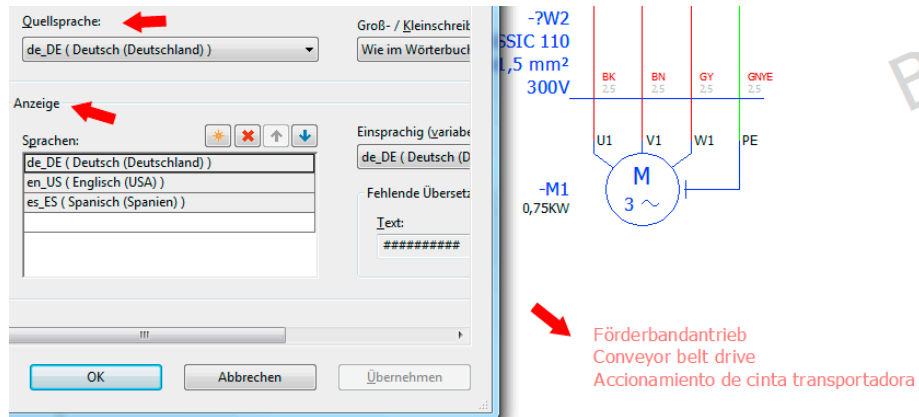 Quellsprache:
de_DE ( Deutsch (Deutschland) )
Groß- / Kleinschreib
Wie im Wörterbuch
Anzeige
Sprachen:
de_DE ( Deutsch (Deutschland) )
en_US ( Englisch (USA) )
es_ES ( Spanisch (Spanien) )
Einsprachig (variabe
de_DE ( Deutsch (D
Fehlende Übersetz
Text:
##########
OK
Abbrechen
Übernehmen
-?W2
SSIC 110
1,5 mm²
300V
BK BN GY GNYE
2,5 2,5 2,5 2,5
U1 V1 W1 PE
M
3 ~
-M1
0,75KW
Förderbandantrieb
Conveyor belt drive
Accionamiento de cinta transportadora